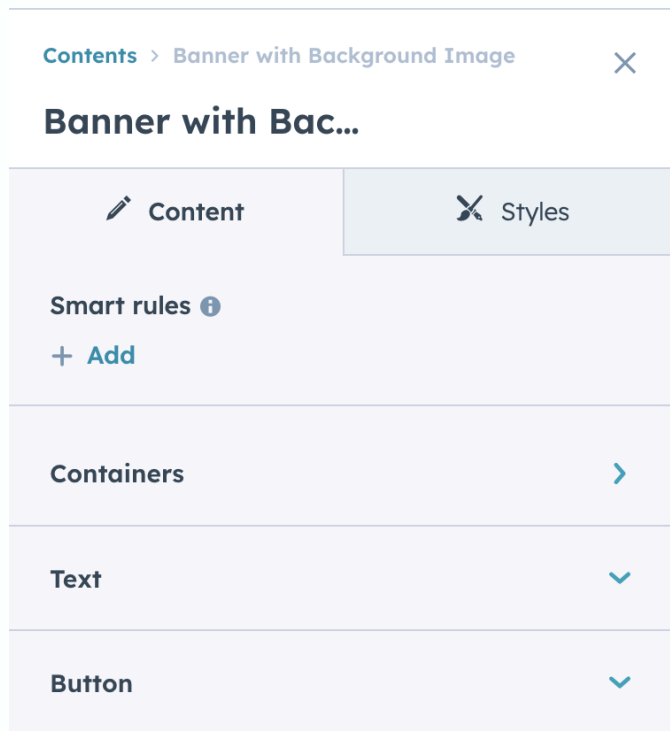 Contents > Banner with Background Image
Banner with Bac...
Content
Styles
Smart rules
+ Add
Containers
Text
Button